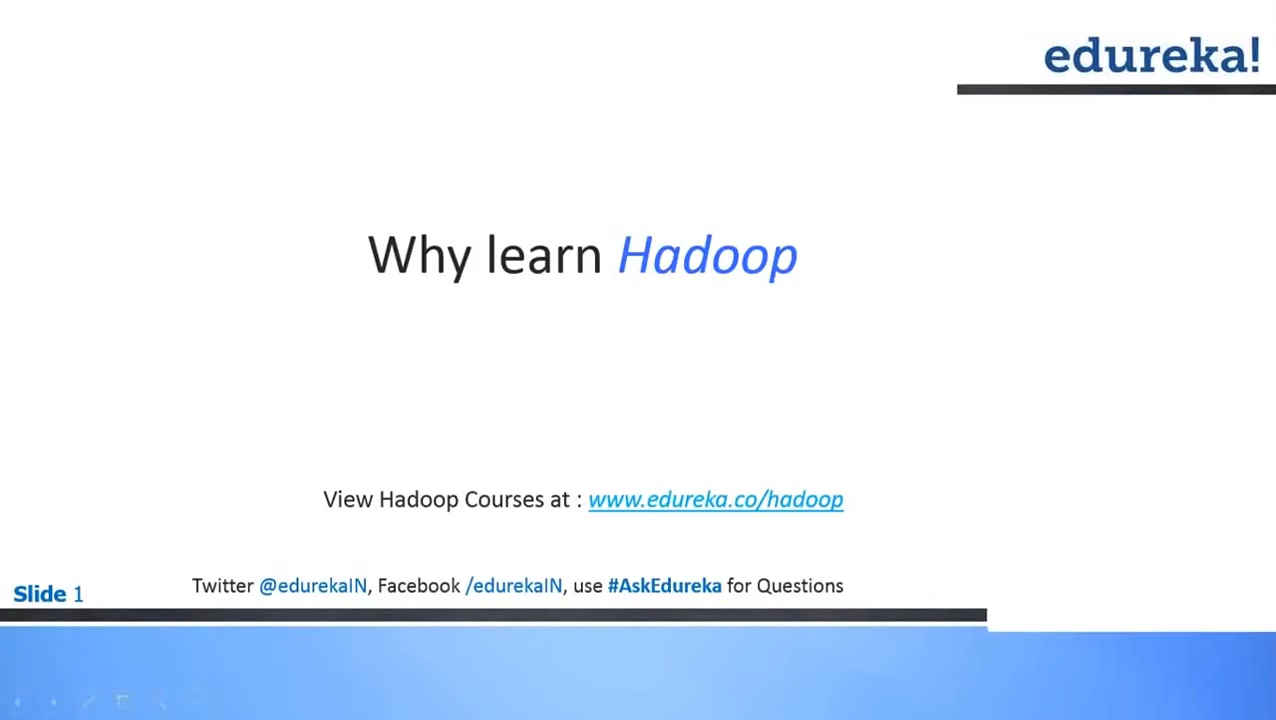 edureka!
Why learn Hadoop
View Hadoop Courses at : www.edureka.co/hadoop
Twitter @edurekaIN, Facebook /edurekaIN, use #AskEdureka for Questions
Slide 1